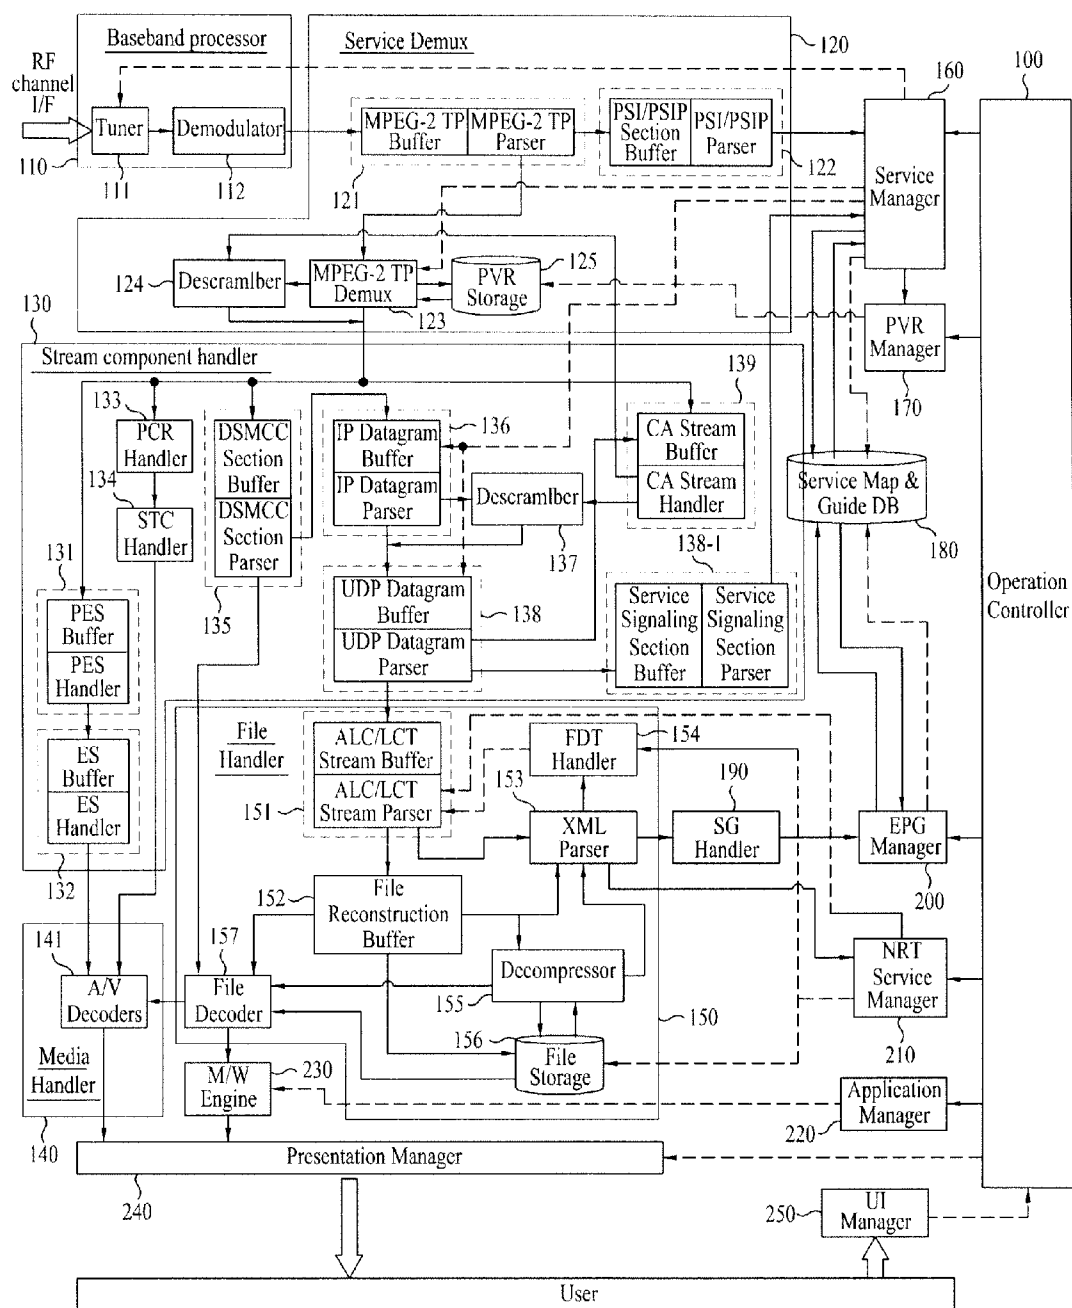 Baseband processor
Service Demux
120
RF
channel
I/F
160
100
Tuner
Demodulator
MPEG-2 TP
Buffer
MPEG-2 TP
Parser
PSI/PSIP
Section
Buffer
PSI/PSIP
Parser
110
111
112
121
122
Service
Manager
124
Descramlber
MPEG-2 TP
Demux
PVR
Storage
125
123
130
PVR
Manager
Stream component handler
139
170
133
PCR
Handler
DSMCC
Section
Buffer
IP Datagram
Buffer
136
CA Stream
Buffer
134
IP Datagram
Parser
Descramlber
CA Stream
Handler
Service Map &
Guide DB
STC
Handler
DSMCC
Section
Parser
137
138-1
180
131
Operation
Controller
PES
Buffer
135
UDP Datagram
Buffer
138
Service
Signaling
Section
Buffer
Service
Signaling
Section
Parser
PES
Handler
UDP Datagram
Parser
File
Handler
ALC/LCT
Stream Buffer
FDT
Handler
154
ES
Buffer
151
ALC/LCT
Stream Parser
153
190
ES
Handler
XML
Parser
SG
Handler
EPG
Manager
132
152
File
Reconstruction
Buffer
200
141
157
NRT
Service
Manager
A/V
Decoders
File
Decoder
Decompressor
155
150
156
210
Media
Handler
M/W
Engine
230
File
Storage
Application
Manager
140
220
Presentation Manager
240
250
UI
Manager
User